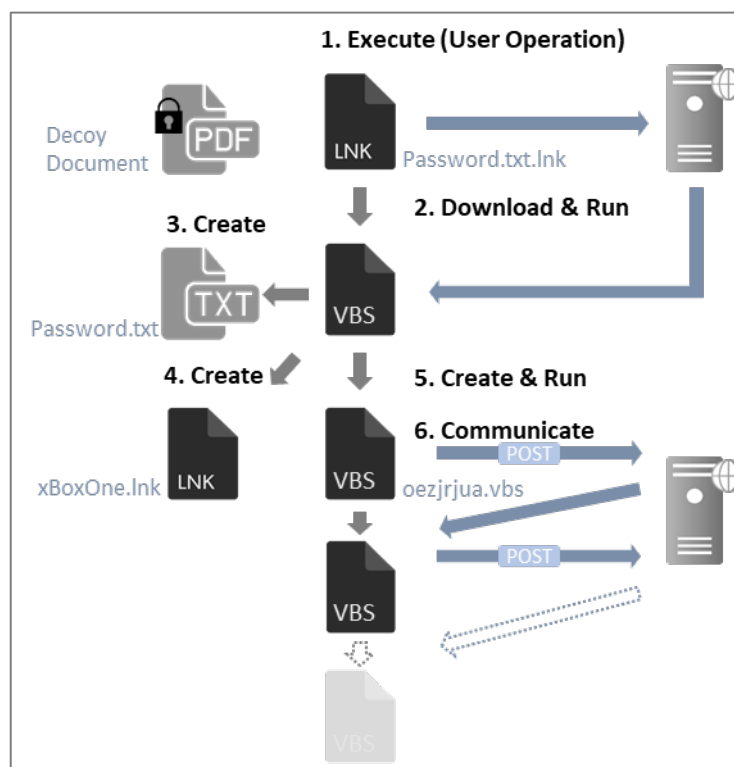 1. Execute (User Operation)
PDF
Decoy
Document
LNK
Password.txt.lnk
2. Download & Run
3. Create
TXT
VBS
Password.txt
4. Create
5. Create & Run
6. Communicate
LNK
xBoxOne.lnk
VBS
POST
oezjrjua.vbs
VBS
POST
VBS